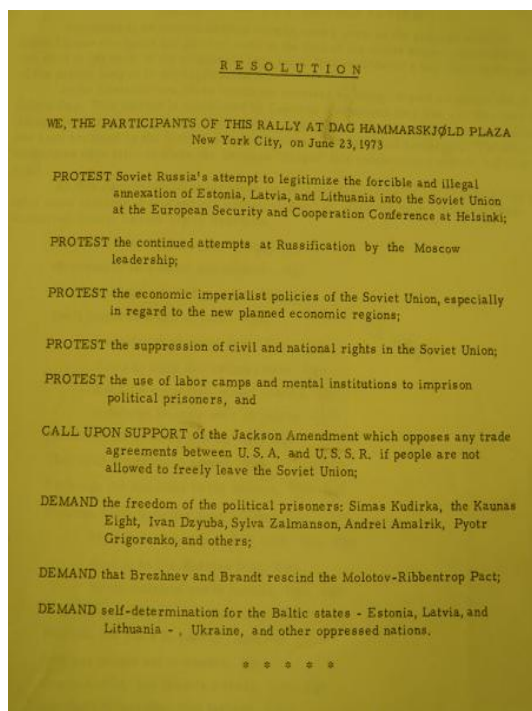 RESOLUTION
WE, THE PARTICIPANTS OF THIS RALLY AT DAG HAMMARSKJØLD PLAZA
New York City, on June 23, 1973
PROTEST Soviet Russia's attempt to legitimize the forcible and illegal
annexation of Estonia, Latvia, and Lithuania into the Soviet Union
at the European Security and Cooperation Conference at Helsinki;
PROTEST the continued attempts at Russification by the Moscow
leadership;
PROTEST the economic imperialist policies of the Soviet Union, especially
in regard to the new planned economic regions;
PROTEST the suppression of civil and national rights in the Soviet Union;
PROTEST the use of labor camps and mental institutions to imprison
political prisoners, and
CALL UPON SUPPORT of the Jackson Amendment which opposes any trade
agreements between U.S.A. and U.S.S.R. if people are not
allowed to freely leave the Soviet Union;
DEMAND the freedom of the political prisoners: Simas Kudirka, the Kaunas
Eight, Ivan Dzyuba, Sylva Zalmanson, Andrei Amalrik, Pyotr
Grigorenko, and others;
DEMAND that Brezhnev and Brandt rescind the Molotov-Ribbentrop Pact;
DEMAND self-determination for the Baltic states - Estonia, Latvia, and
Lithuania - , Ukraine, and other oppressed nations.
* * * * *